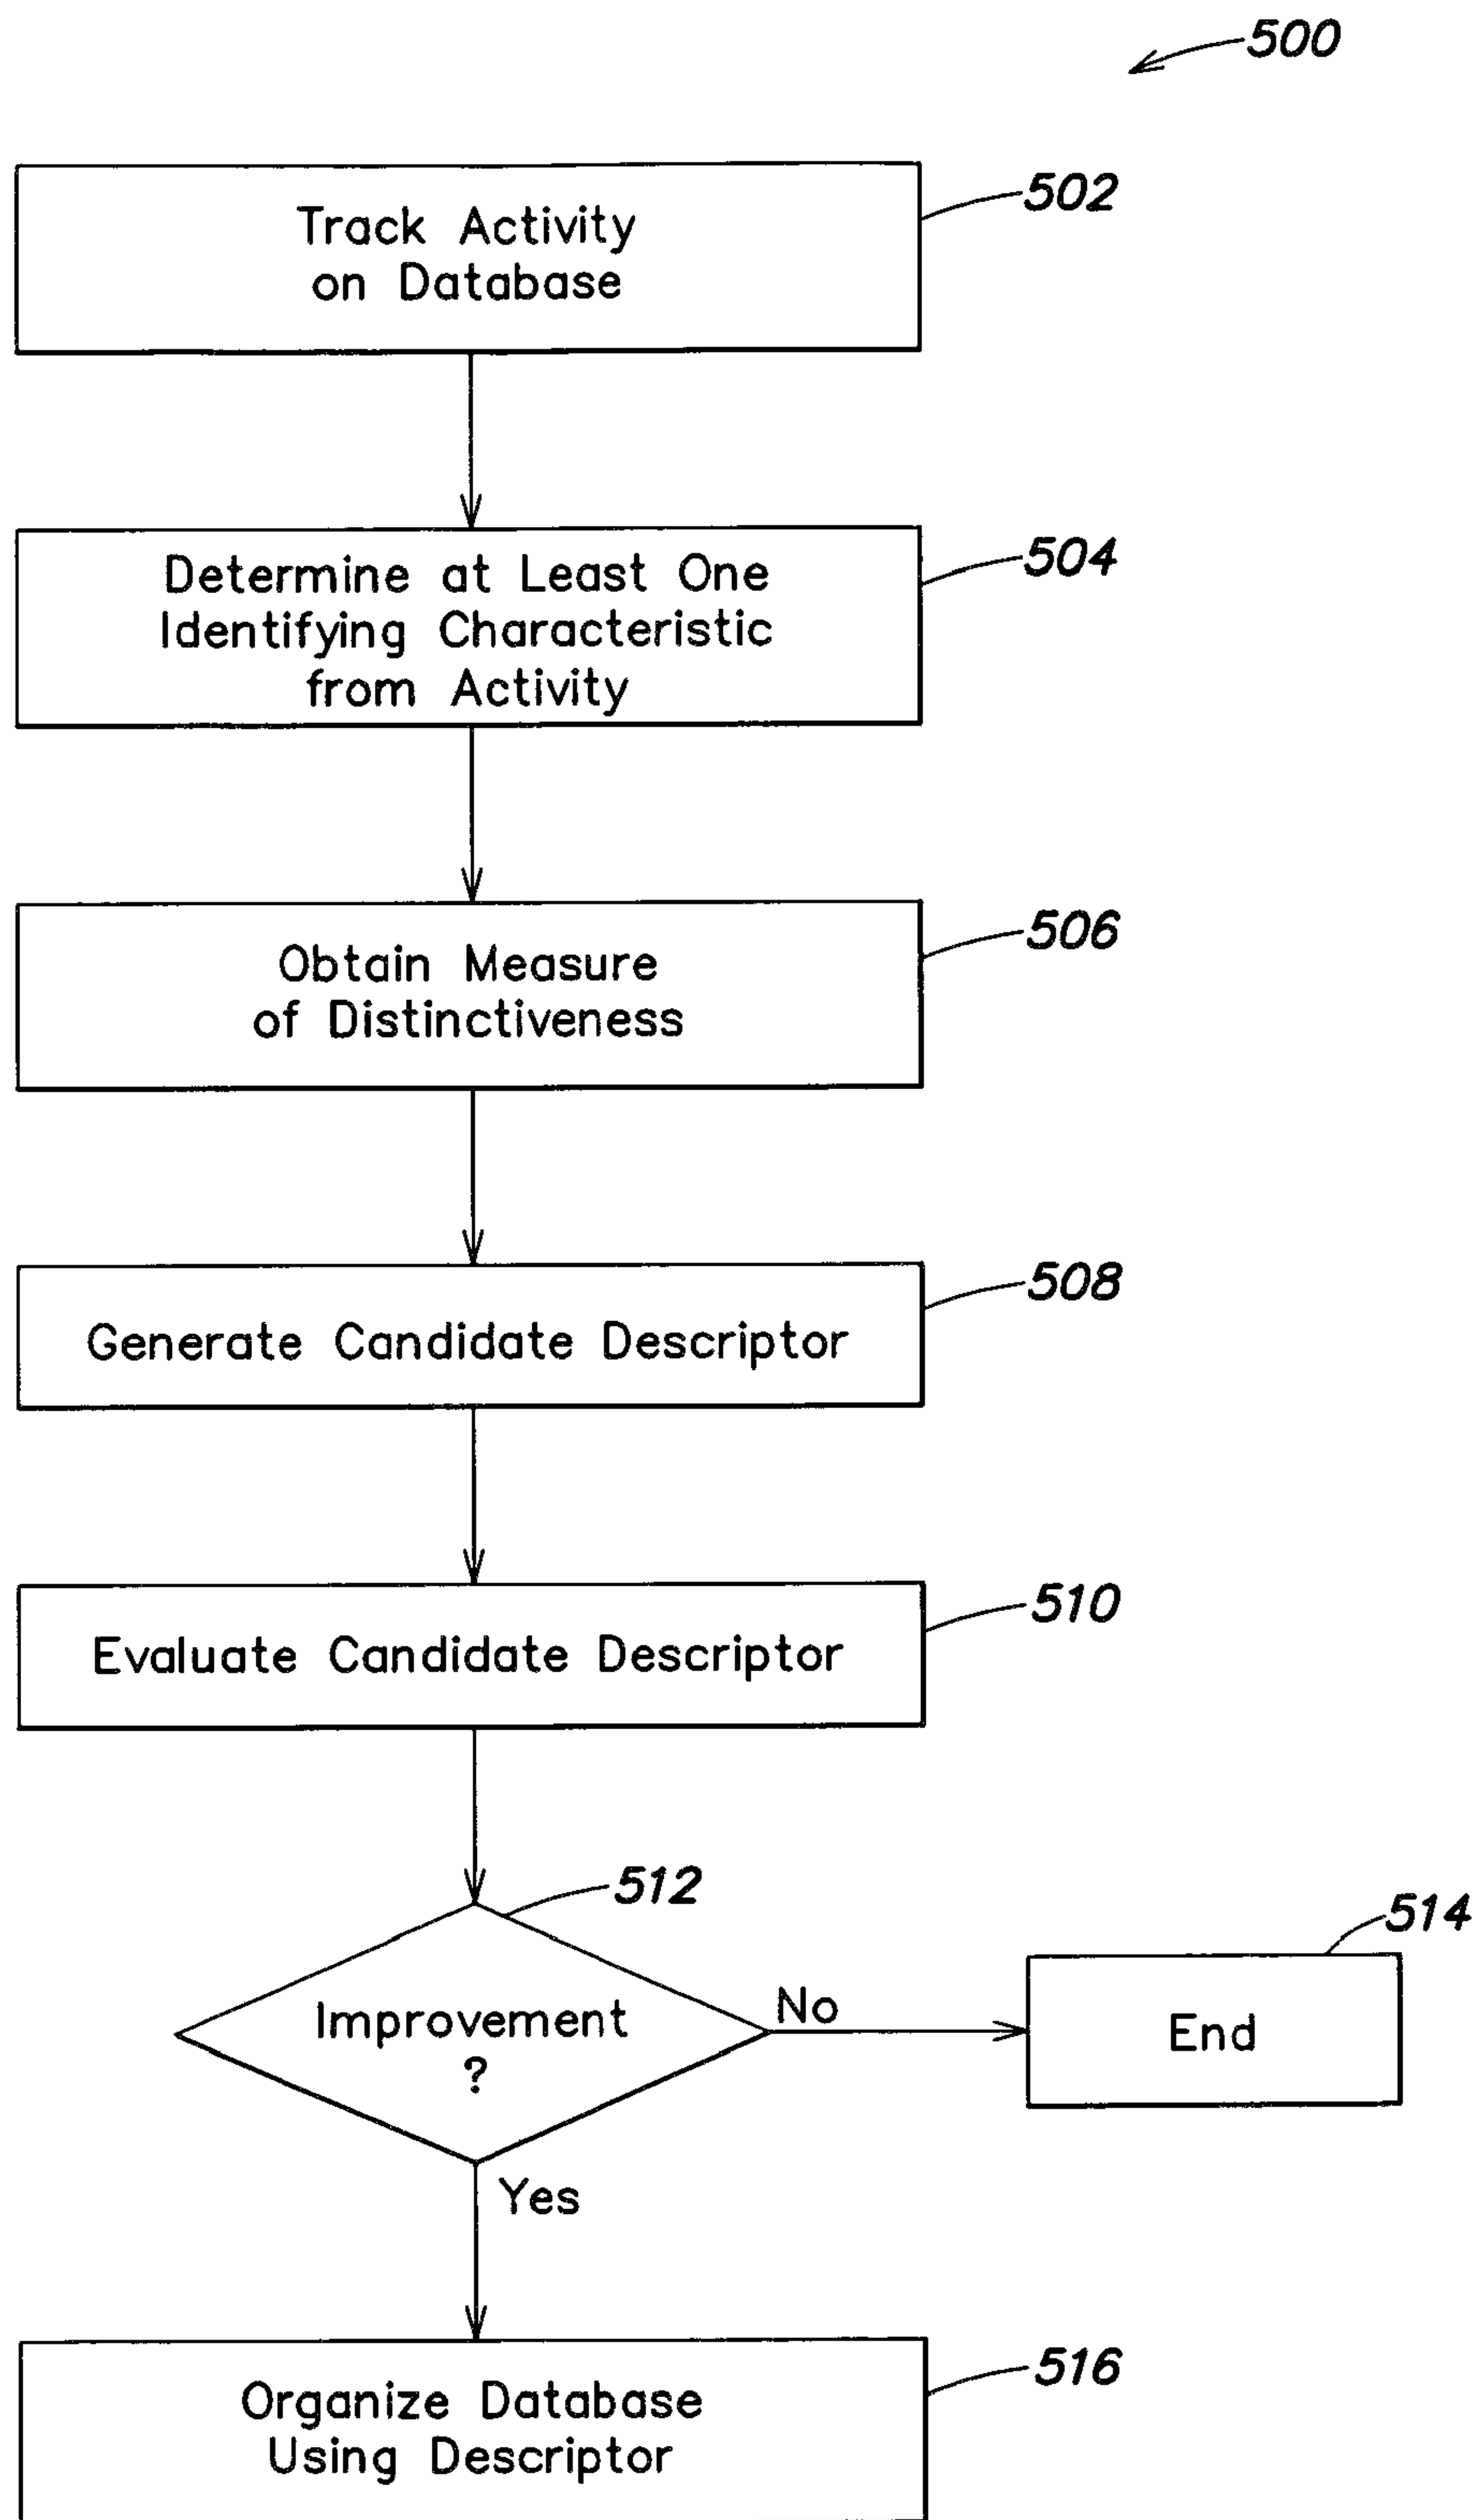 500
502
Track Activity
on Database
504
Determine at Least One
Identifying Characteristic
from Activity
506
Obtain Measure
of Distinctiveness
508
Generate Candidate Descriptor
510
Evaluate Candidate Descriptor
512
514
Improvement
?
No
End
Yes
516
Organize Database
Using Descriptor